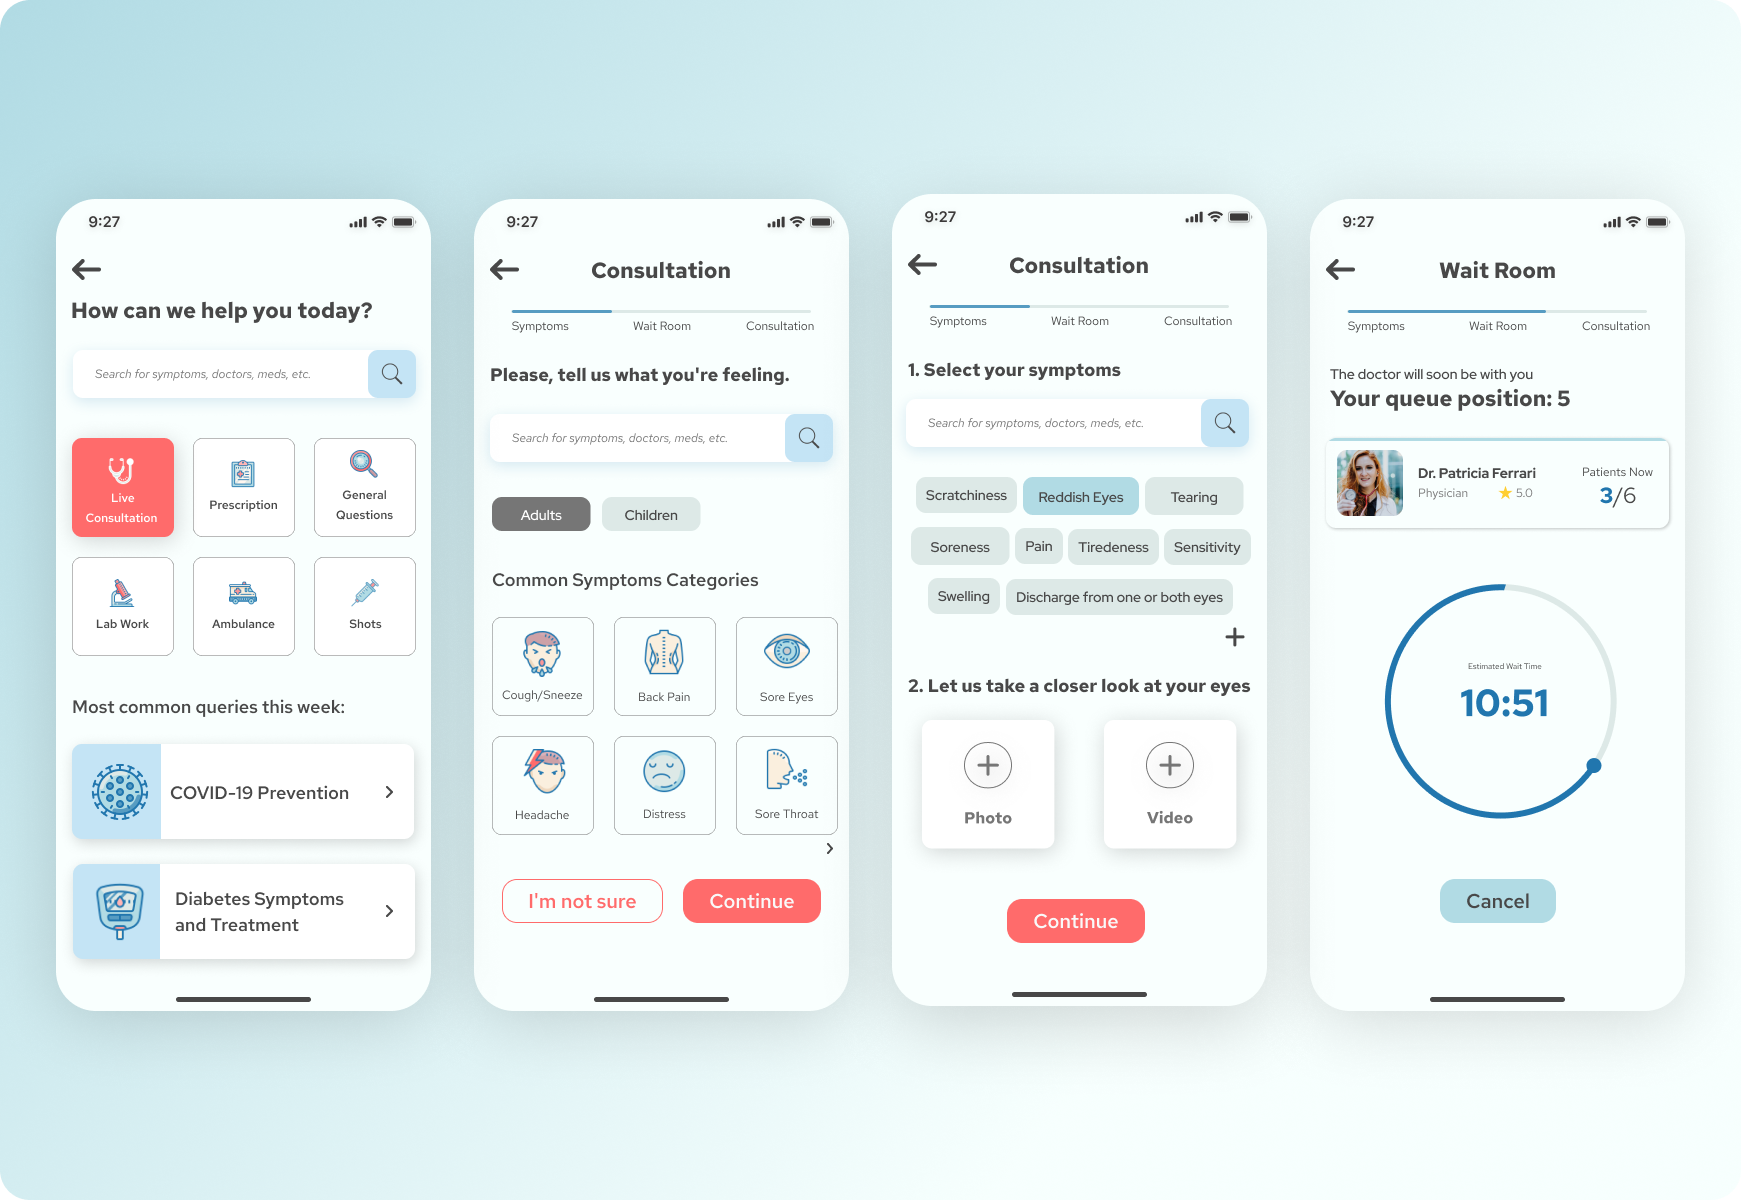 9:27
How can we help you today?
Search for symptoms, doctors, meds, etc.
Live
Consultation
Prescription
General
Questions
Lab Work
Ambulance
Shots
Most common queries this week:
COVID-19 Prevention
Diabetes Symptoms
and Treatment
9:27
Consultation
Symptoms
Wait Room
Consultation
Please, tell us what you're feeling.
Search for symptoms, doctors, meds, etc.
Adults
Children
Common Symptoms Categories
Cough/Sneeze
Back Pain
Sore Eyes
Headache
Distress
Sore Throat
I'm not sure
Continue
9:27
Consultation
Symptoms
Wait Room
Consultation
1. Select your symptoms
Search for symptoms, doctors, meds, etc.
Scratchiness
Reddish Eyes
Tearing
Soreness
Pain
Tiredeness
Sensitivity
Swelling
Discharge from one or both eyes
2. Let us take a closer look at your eyes
Photo
Video
Continue
9:27
Wait Room
Symptoms
Wait Room
Consultation
The doctor will soon be with you
Your queue position: 5
Dr. Patricia Ferrari
Physician
5.0
Patients Now
3/6
Estimated Wait Time
10:51
Cancel